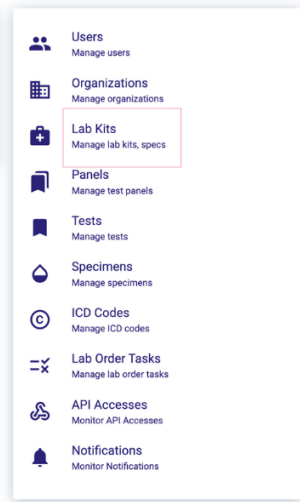 Users
Manage users
Organizations
Manage organizations
Lab Kits
Manage lab kits, specs
Panels
Manage test panels
Tests
Manage tests
Specimens
Manage specimens
ICD Codes
Manage ICD codes
Lab Order Tasks
Manage lab order tasks
API Accesses
Monitor API Accesses
Notifications
Monitor Notifications